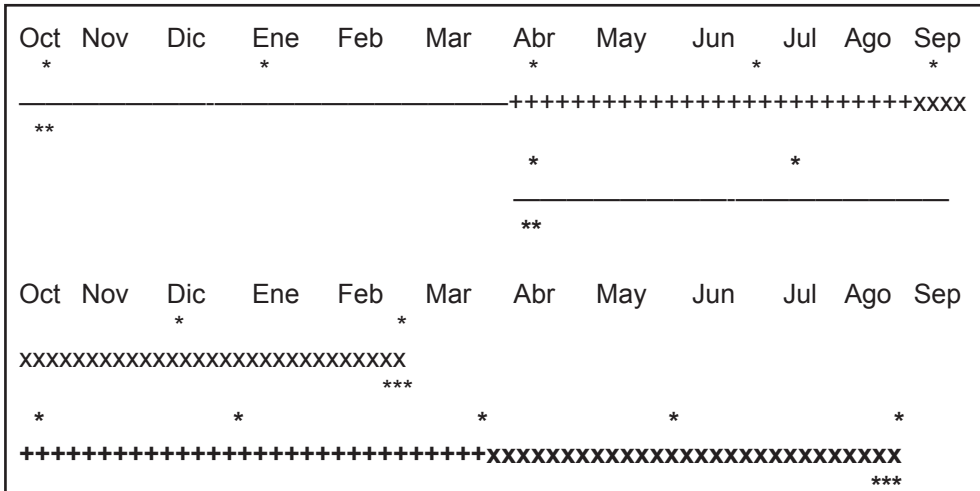 Oct Nov Dic Ene Feb Mar Abr May Jun Jul Ago Sep
* * * * *
———————-———————————+++++++++++++++++++++++++++xxxx
**
* *
————————-————————
**
Oct Nov Dic Ene Feb Mar Abr May Jun Jul Ago Sep
* *
xxxxxxxxxxxxxxxxxxxxxxxxxxxxx
***
* * * * *
+++++++++++++++++++++++++++++++xxxxxxxxxxxxxxxxxxxxxxxxxxxx
***